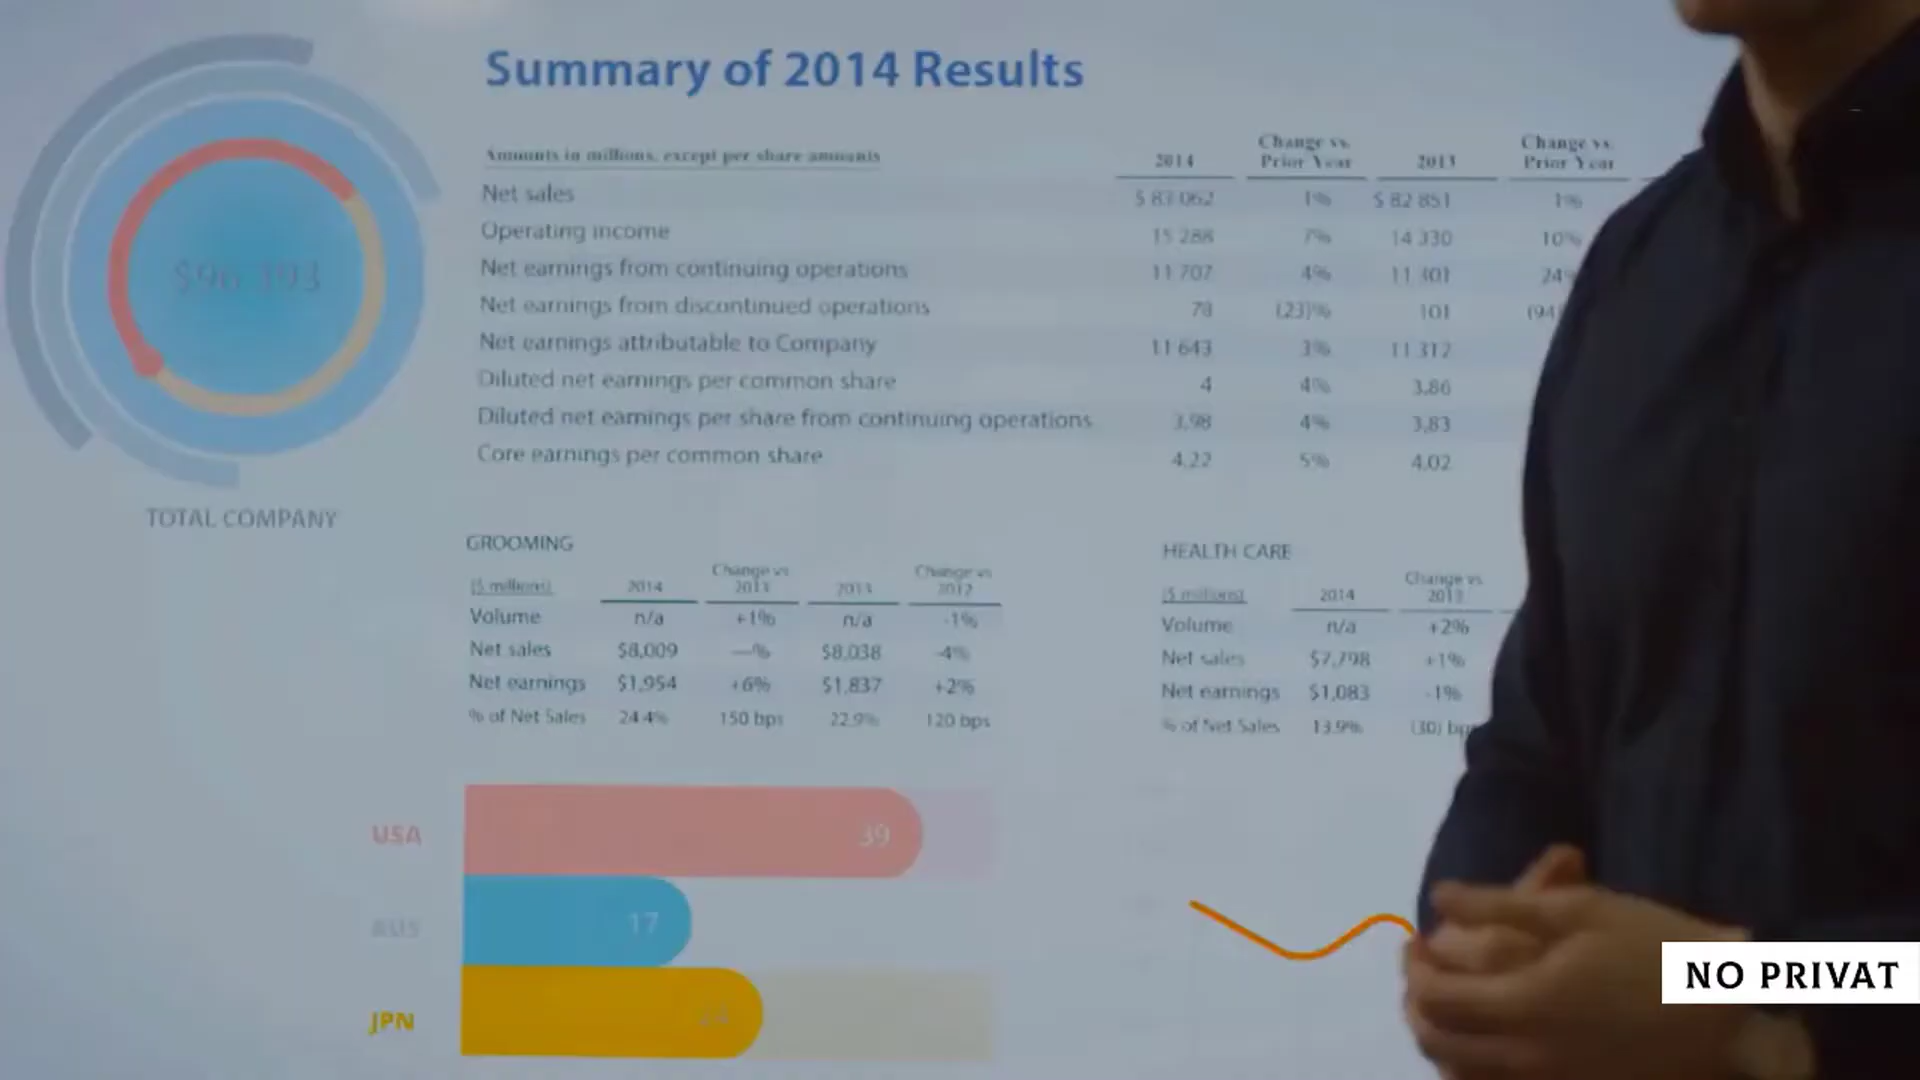 Summary of 2014 Results
$96 393
TOTAL COMPANY
Amounts in millions, except per share amounts 2014 Change vs. Prior Year 2013 Change vs. Prior Year
Net sales $ 83 062 1% $ 82 851 1%
Operating income 15 288 7% 14 330 10%
Net earnings from continuing operations 11 707 4% 11 301 24%
Net earnings from discontinued operations 78 (23)% 101 (94)
Net earnings attributable to Company 11 643 3% 11 312
Diluted net earnings per common share 4 4% 3,86
Diluted net earnings per share from continuing operations 3,98 4% 3,83
Core earnings per common share 4,22 5% 4,02
GROOMING
($ millions) 2014 Change vs 2013 2013 Change vs 2012
Volume n/a +1% n/a -1%
Net sales $8,009 —% $8,038 -4%
Net earnings $1,954 +6% $1,837 +2%
% of Net Sales 24.4% 150 bps 22.9% 120 bps
HEALTH CARE
($ millions) 2014 Change vs 2013
Volume n/a +2%
Net sales $7,798 +1%
Net earnings $1,083 -1%
% of Net Sales 13.9% (30) bps
USA 39
RUS 17
JPN
NO PRIVAT